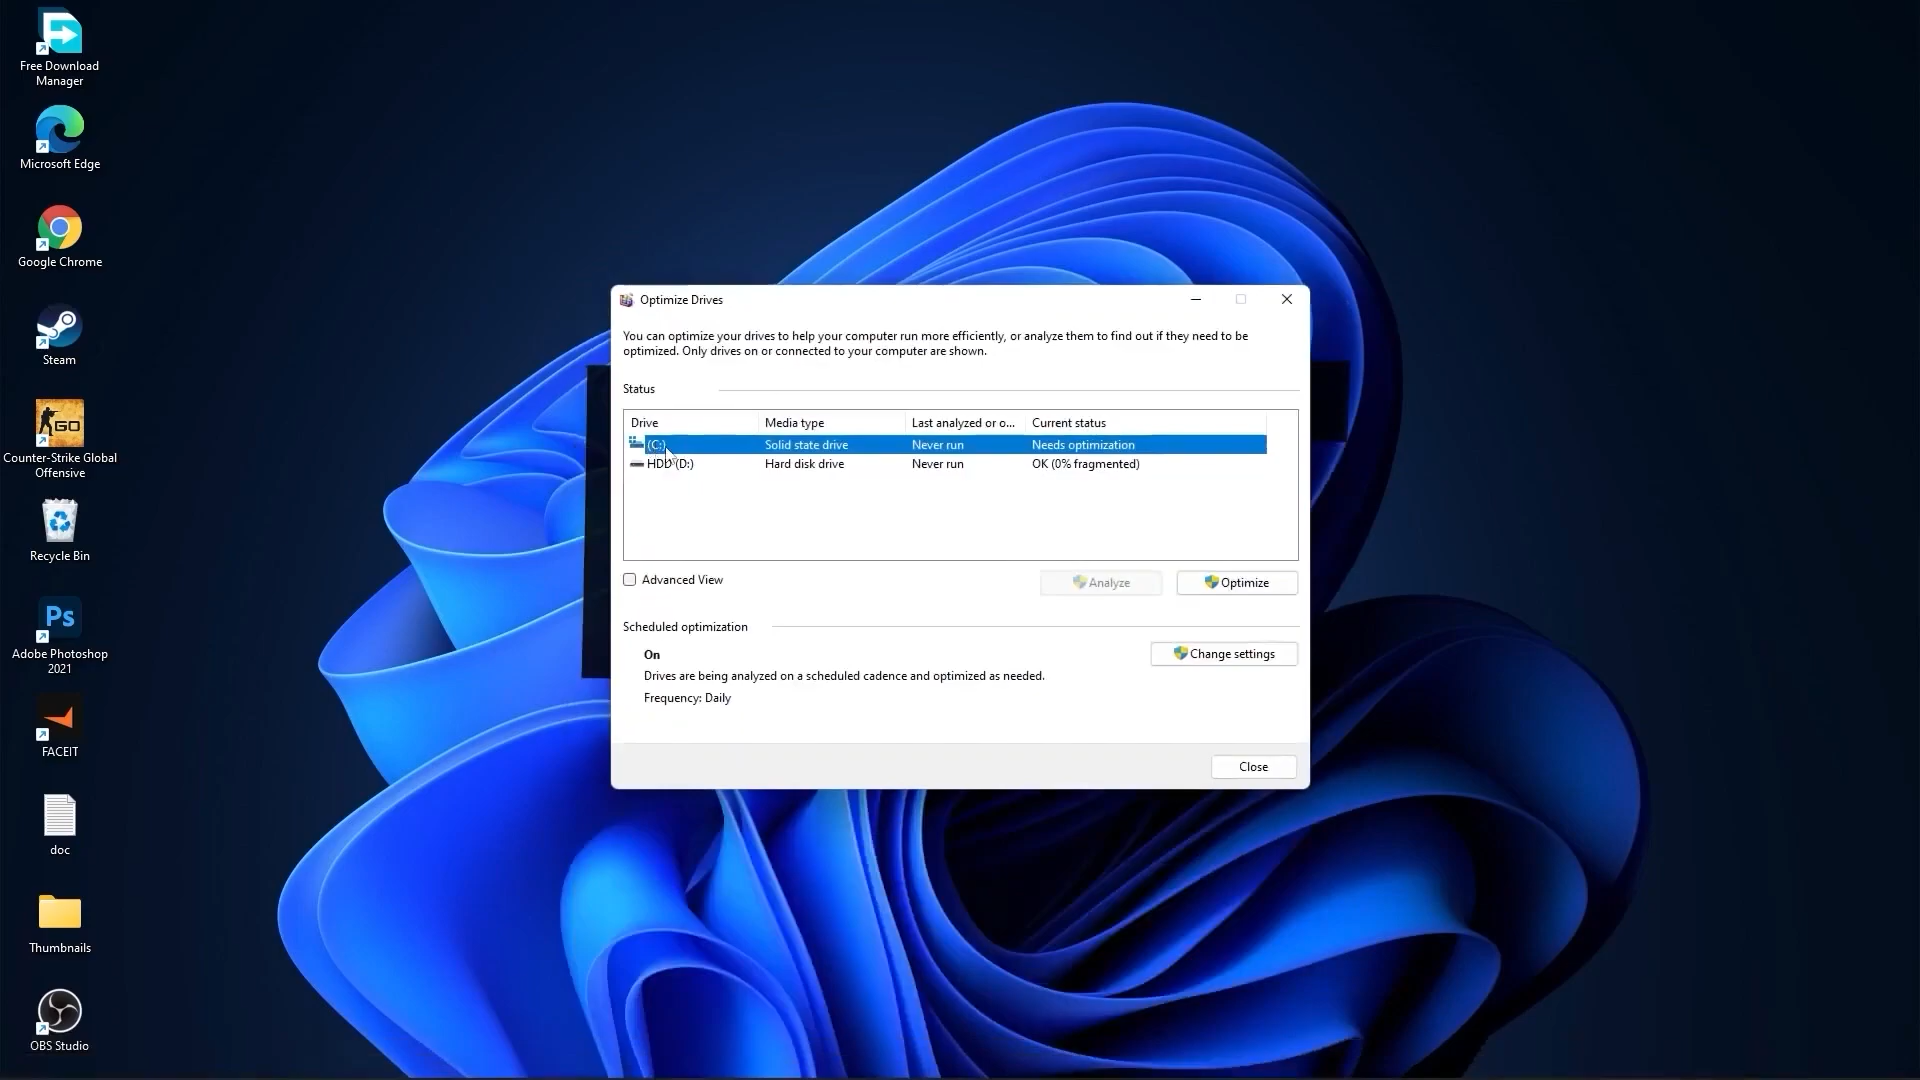 Free Download
Manager
Microsoft Edge
Google Chrome
Steam
GO
Counter-Strike Global
Offensive
Recycle Bin
Ps
Adobe Photoshop
2021
FACEIT
doc
Thumbnails
OBS Studio
Optimize Drives
You can optimize your drives to help your computer run more efficiently, or analyze them to find out if they need to be
optimized. Only drives on or connected to your computer are shown.
Status
Drive Media type Last analyzed or o... Current status
(C:) Solid state drive Never run Needs optimization
HDD (D:) Hard disk drive Never run OK (0% fragmented)
Advanced View Analyze Optimize
Scheduled optimization
On Change settings
Drives are being analyzed on a scheduled cadence and optimized as needed.
Frequency: Daily
Close